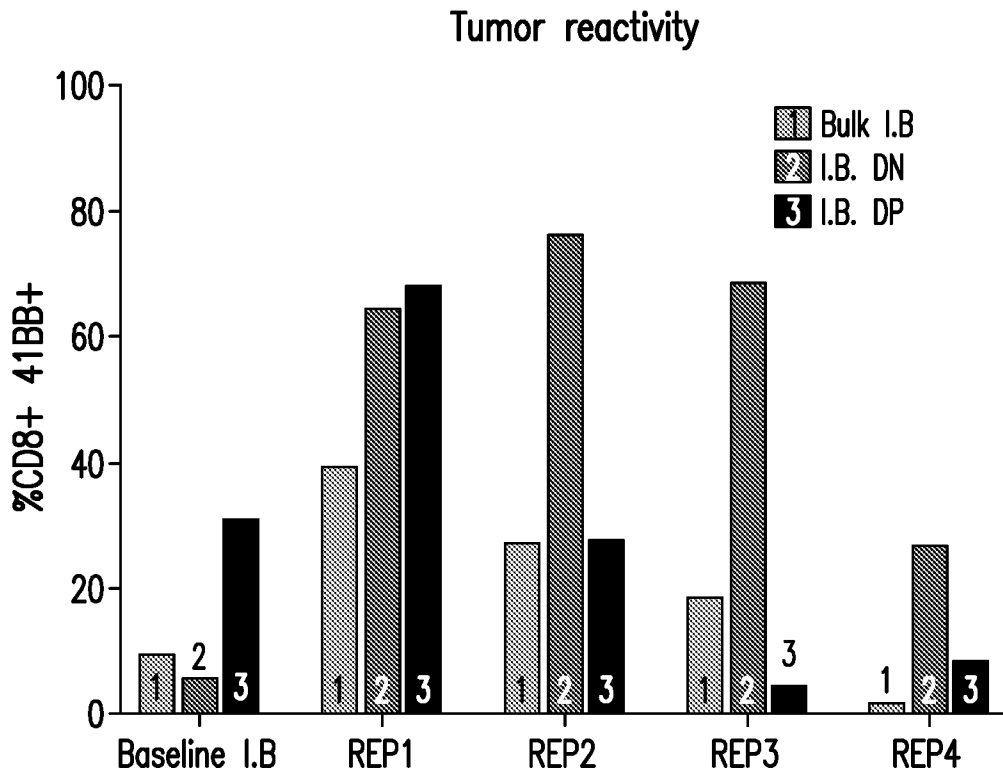 Tumor reactivity
%CD8+ 41BB+
100
80
60
40
20
0
1 Bulk I.B
2 I.B. DN
3 I.B. DP
1 2 3
1 2 3
1 2 3
1 2 3
1 2 3
Baseline I.B REP1 REP2 REP3 REP4